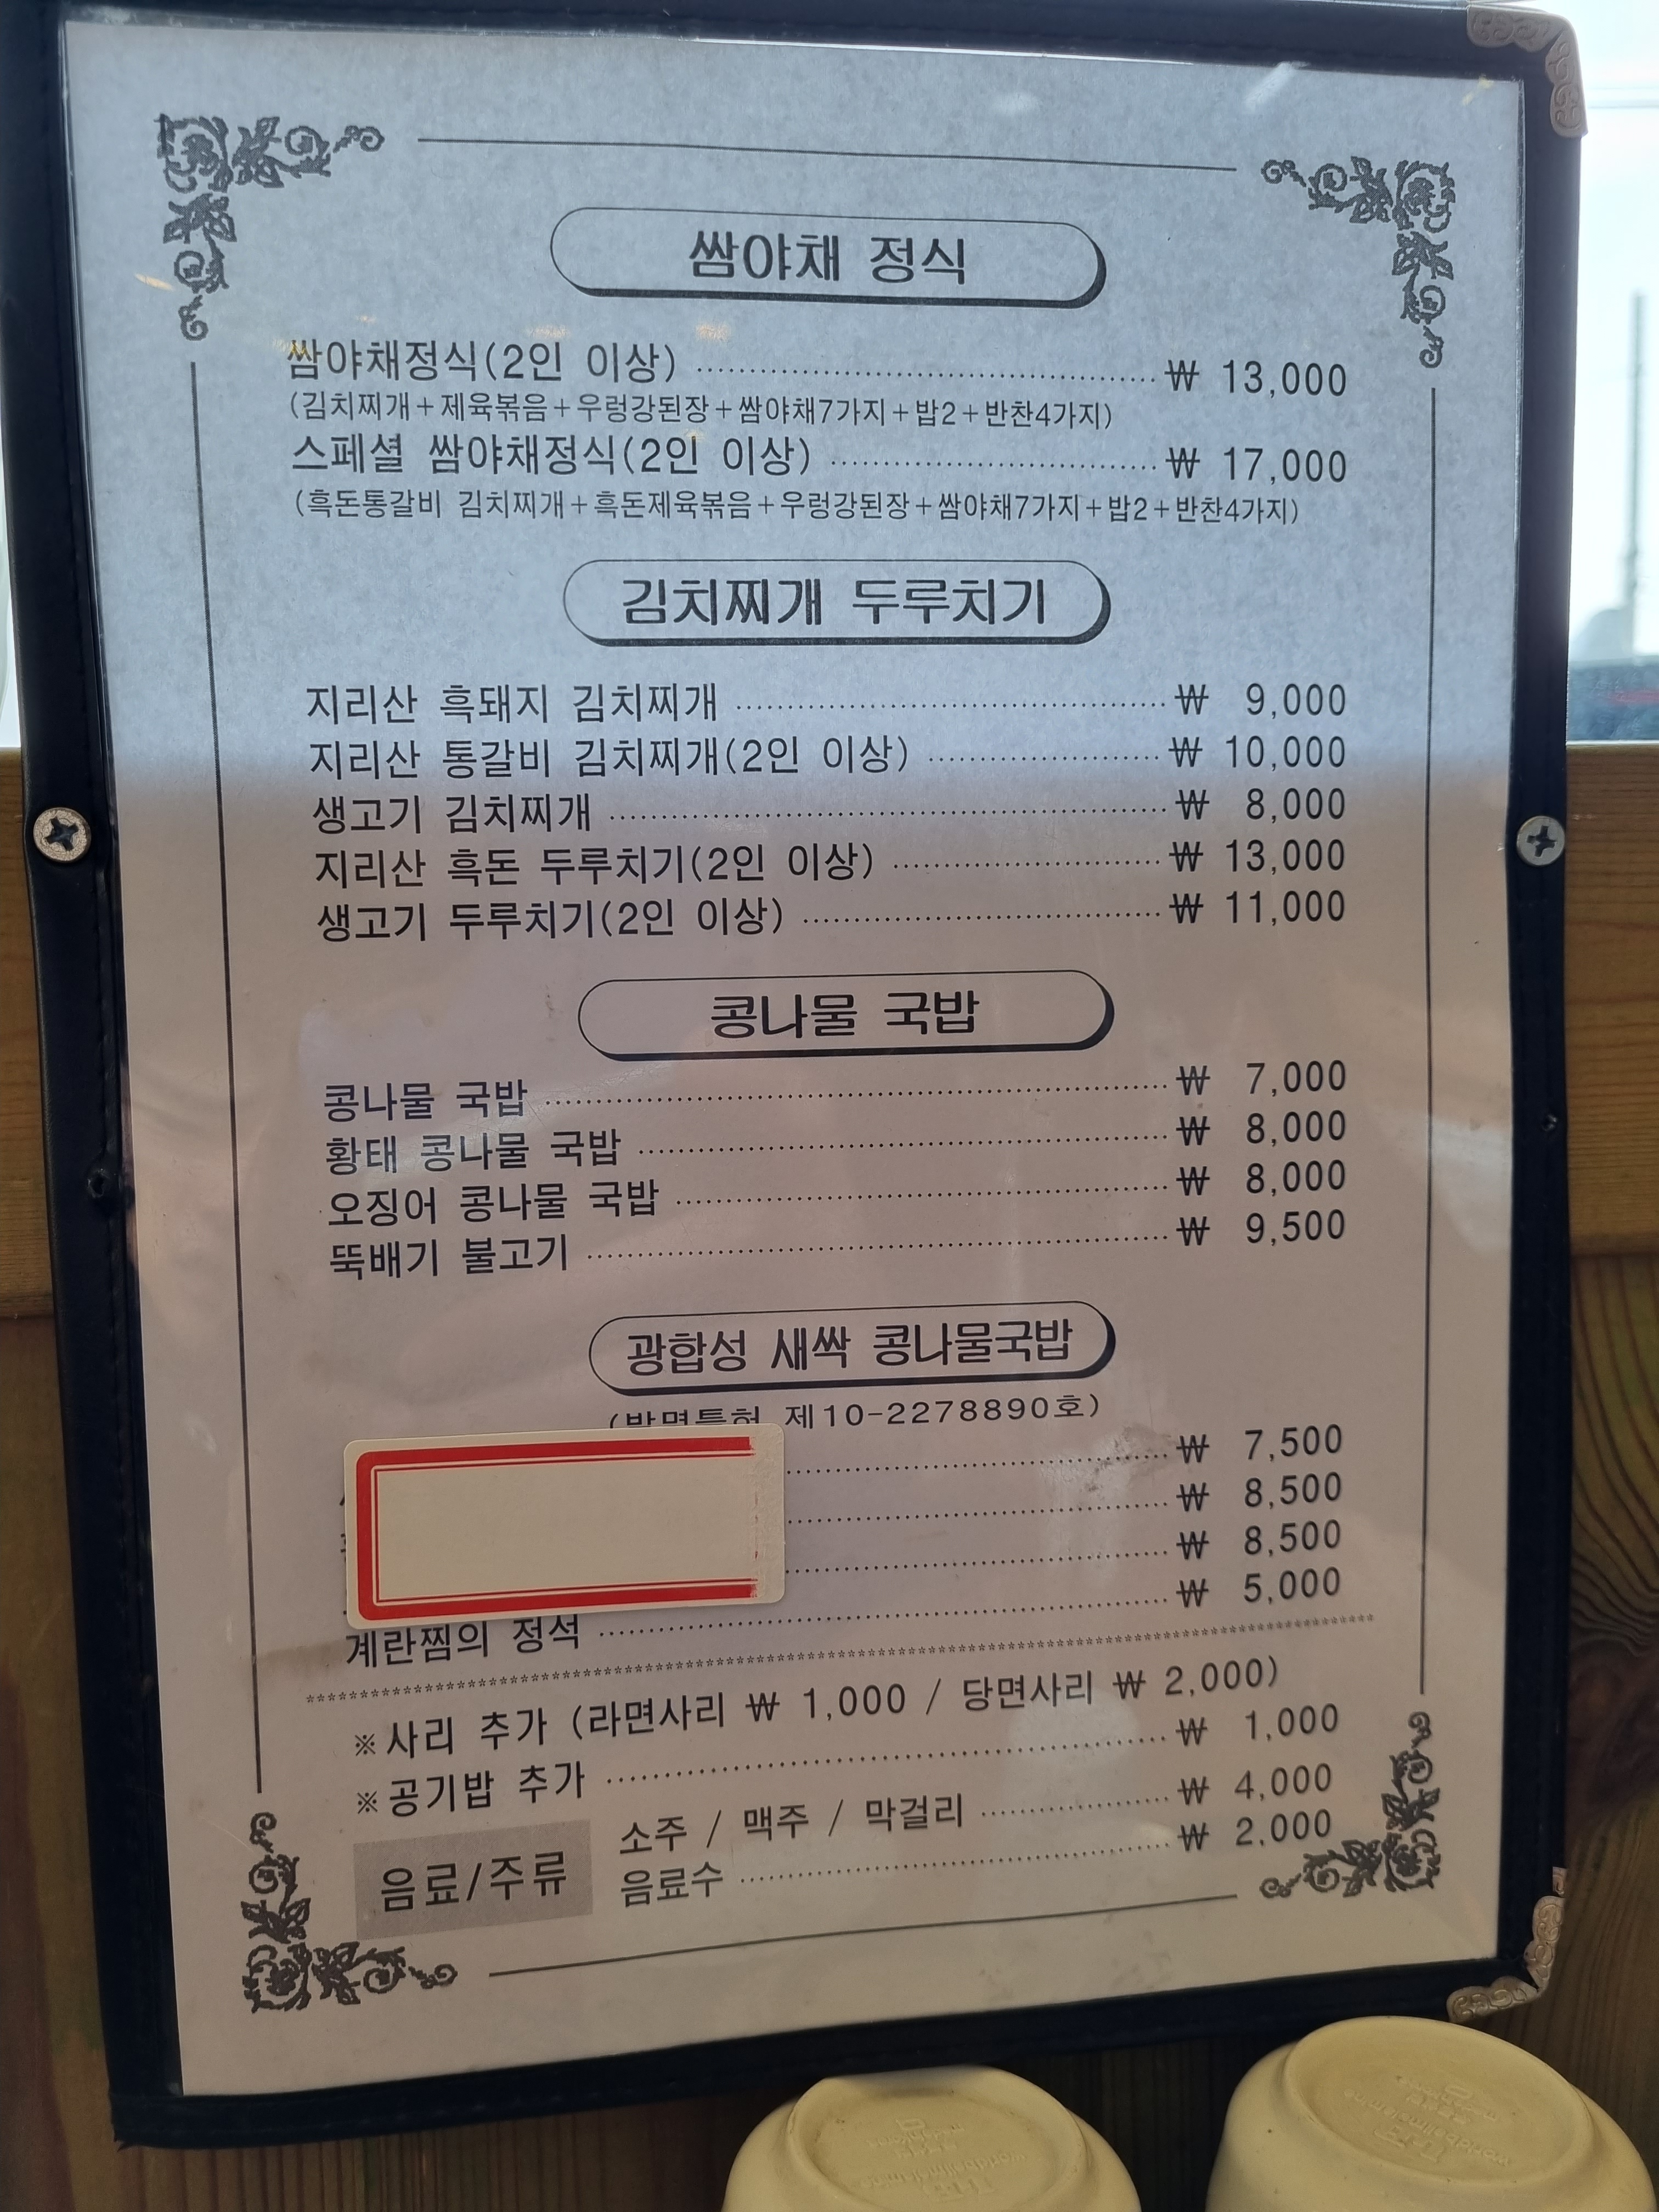 쌈야채 정식
쌈야채정식(2인 이상) ₩ 13,000
(김치찌개+제육볶음+우렁강된장+쌈야채7가지+밥2+반찬4가지)
스페셜 쌈야채정식(2인 이상) ₩ 17,000
(흑돈통갈비 김치찌개+흑돈제육볶음+우렁강된장+쌈야채7가지+밥2+반찬4가지)
김치찌개 두루치기
지리산 흑돼지 김치찌개 ₩ 9,000
지리산 통갈비 김치찌개(2인 이상) ₩ 10,000
생고기 김치찌개 ₩ 8,000
지리산 흑돈 두루치기(2인 이상) ₩ 13,000
생고기 두루치기(2인 이상) ₩ 11,000
콩나물 국밥
콩나물 국밥 ₩ 7,000
황태 콩나물 국밥 ₩ 8,000
오징어 콩나물 국밥 ₩ 8,000
뚝배기 불고기 ₩ 9,500
광합성 새싹 콩나물국밥
(발명특허 제10-2278890호)
₩ 7,500
₩ 8,500
₩ 8,500
계란찜의 정석 ₩ 5,000
※사리 추가 (라면사리 ₩ 1,000 / 당면사리 ₩ 2,000)
※공기밥 추가 ₩ 1,000
음료/주류
소주 / 맥주 / 막걸리 ₩ 4,000
음료수 ₩ 2,000